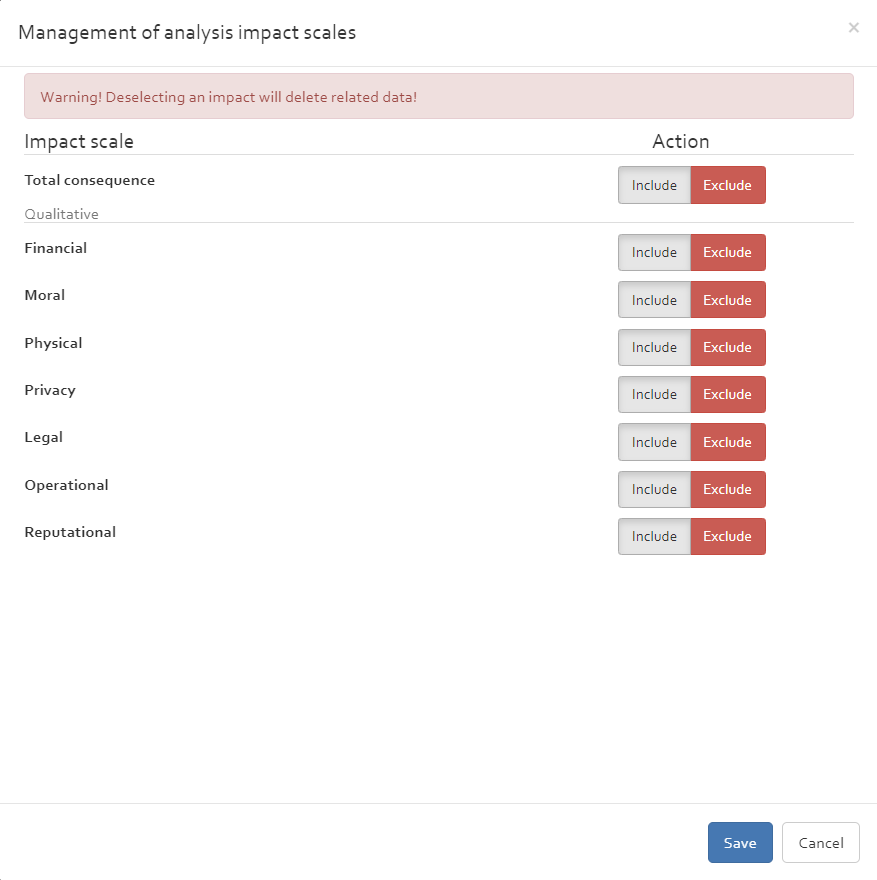 Management of analysis impact scales ×
Warning! Deselecting an impact will delete related data!
Impact scale Action
Total consequence Include Exclude
Qualitative
Financial Include Exclude
Moral Include Exclude
Physical Include Exclude
Privacy Include Exclude
Legal Include Exclude
Operational Include Exclude
Reputational Include Exclude
Save Cancel